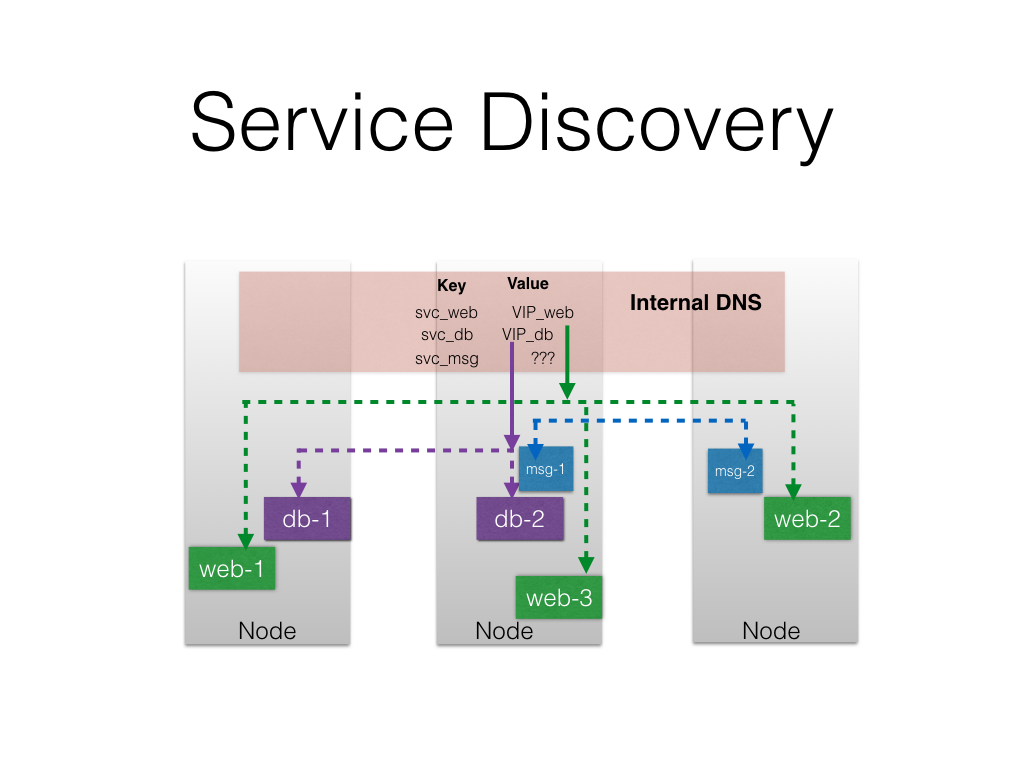 Service Discovery
Key Value
svc_web VIP_web
svc_db VIP_db
svc_msg ???
Internal DNS
msg-1
msg-2
db-1
db-2
web-2
web-1
web-3
Node
Node
Node